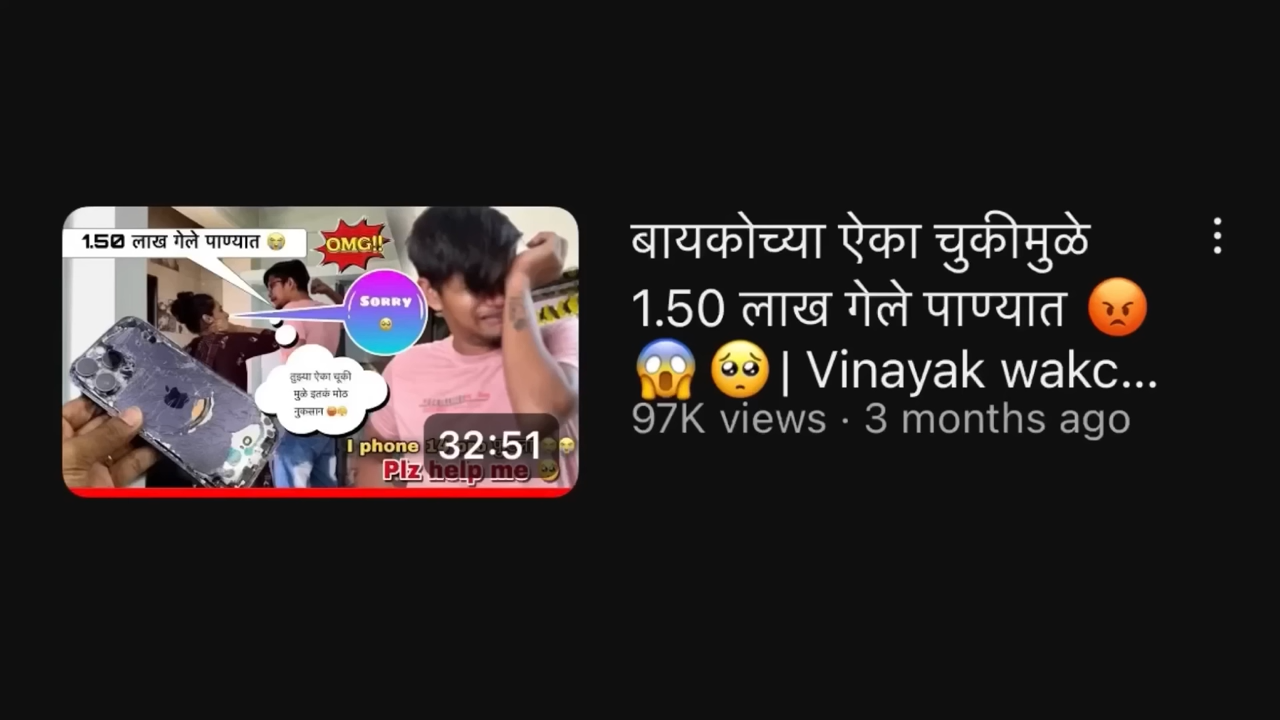 1.50 लाख गेले पाण्यात 😭
OMG!!
SORRY
🥺
तुझ्या ऐका चूकी
मुळे इतकं मोठ
नुकसान 😡😤
I phone
32:51
Plz help me 🥺
बायकोच्या ऐका चुकीमुळे
1.50 लाख गेले पाण्यात 😡
😱🥺| Vinayak wakc...
97K views · 3 months ago